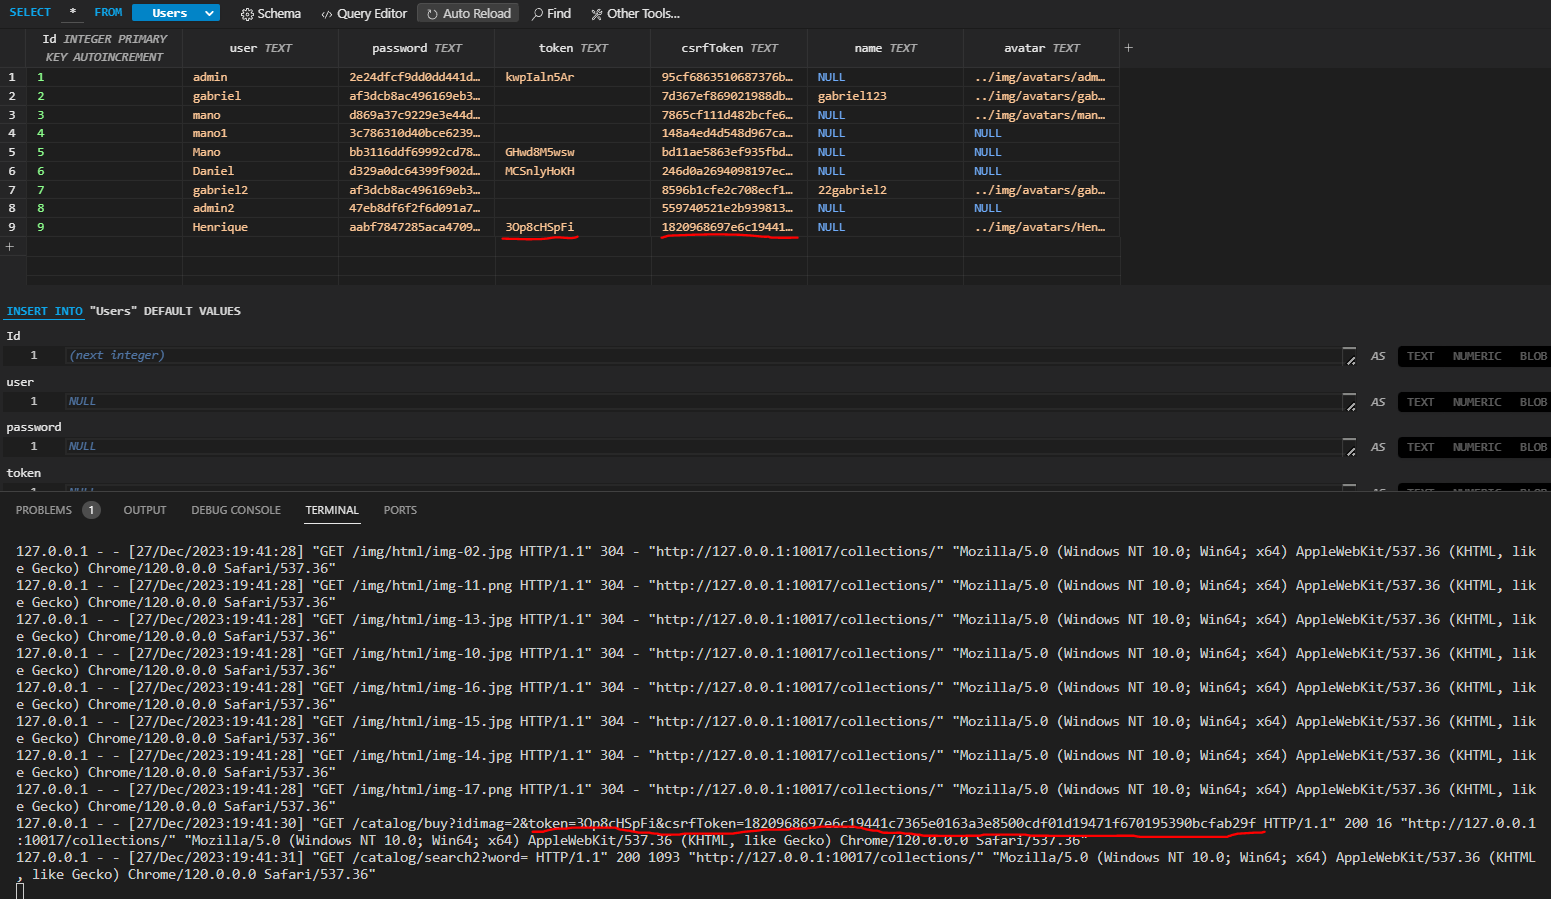 SELECT * FROM Users Schema Query Editor Auto Reload Find Other Tools...
Id INTEGER PRIMARY KEY AUTOINCREMENT user TEXT password TEXT token TEXT csrfToken TEXT name TEXT avatar TEXT +
1 1 admin 2e24dfcf9dd0dd441d… kwpIaln5Ar 95cf6863510687376b… NULL ../img/avatars/adm…
2 2 gabriel af3dcb8ac496169eb3… 7d367ef869021988db… gabriel123 ../img/avatars/gab…
3 3 mano d869a37c9229e3e44d… 7865cf111d482bcfe6… NULL ../img/avatars/man…
4 4 mano1 3c786310d40bce6239… 148a4ed4d548d967ca… NULL NULL
5 5 Mano bb3116ddf69992cd78… GHwd8M5wsw bd11ae5863ef935fbd… NULL NULL
6 6 Daniel d329a0dc64399f902d… MCSnlyHoKH 246d0a2694098197ec… NULL NULL
7 7 gabriel2 af3dcb8ac496169eb3… 8596b1cfe2c708ecf1… 22gabriel2 ../img/avatars/gab…
8 8 admin2 47eb8df6f2f6d091a7… 559740521e2b939813… NULL NULL
9 9 Henrique aabf7847285aca4709… 3Op8cHSpFi 1820968697e6c19441… NULL ../img/avatars/Hen…
+
INSERT INTO "Users" DEFAULT VALUES
Id
1 (next integer) AS TEXT NUMERIC BLOB
user
1 NULL AS TEXT NUMERIC BLOB
password
1 NULL AS TEXT NUMERIC BLOB
token
PROBLEMS 1 OUTPUT DEBUG CONSOLE TERMINAL PORTS
127.0.0.1 - - [27/Dec/2023:19:41:28] "GET /img/html/img-02.jpg HTTP/1.1" 304 - "http://127.0.0.1:10017/collections/" "Mozilla/5.0 (Windows NT 10.0; Win64; x64) AppleWebKit/537.36 (KHTML, lik
e Gecko) Chrome/120.0.0.0 Safari/537.36"
127.0.0.1 - - [27/Dec/2023:19:41:28] "GET /img/html/img-11.png HTTP/1.1" 304 - "http://127.0.0.1:10017/collections/" "Mozilla/5.0 (Windows NT 10.0; Win64; x64) AppleWebKit/537.36 (KHTML, lik
e Gecko) Chrome/120.0.0.0 Safari/537.36"
127.0.0.1 - - [27/Dec/2023:19:41:28] "GET /img/html/img-13.jpg HTTP/1.1" 304 - "http://127.0.0.1:10017/collections/" "Mozilla/5.0 (Windows NT 10.0; Win64; x64) AppleWebKit/537.36 (KHTML, lik
e Gecko) Chrome/120.0.0.0 Safari/537.36"
127.0.0.1 - - [27/Dec/2023:19:41:28] "GET /img/html/img-10.jpg HTTP/1.1" 304 - "http://127.0.0.1:10017/collections/" "Mozilla/5.0 (Windows NT 10.0; Win64; x64) AppleWebKit/537.36 (KHTML, lik
e Gecko) Chrome/120.0.0.0 Safari/537.36"
127.0.0.1 - - [27/Dec/2023:19:41:28] "GET /img/html/img-16.jpg HTTP/1.1" 304 - "http://127.0.0.1:10017/collections/" "Mozilla/5.0 (Windows NT 10.0; Win64; x64) AppleWebKit/537.36 (KHTML, lik
e Gecko) Chrome/120.0.0.0 Safari/537.36"
127.0.0.1 - - [27/Dec/2023:19:41:28] "GET /img/html/img-15.jpg HTTP/1.1" 304 - "http://127.0.0.1:10017/collections/" "Mozilla/5.0 (Windows NT 10.0; Win64; x64) AppleWebKit/537.36 (KHTML, lik
e Gecko) Chrome/120.0.0.0 Safari/537.36"
127.0.0.1 - - [27/Dec/2023:19:41:28] "GET /img/html/img-14.jpg HTTP/1.1" 304 - "http://127.0.0.1:10017/collections/" "Mozilla/5.0 (Windows NT 10.0; Win64; x64) AppleWebKit/537.36 (KHTML, lik
e Gecko) Chrome/120.0.0.0 Safari/537.36"
127.0.0.1 - - [27/Dec/2023:19:41:28] "GET /img/html/img-17.png HTTP/1.1" 304 - "http://127.0.0.1:10017/collections/" "Mozilla/5.0 (Windows NT 10.0; Win64; x64) AppleWebKit/537.36 (KHTML, lik
e Gecko) Chrome/120.0.0.0 Safari/537.36"
127.0.0.1 - - [27/Dec/2023:19:41:30] "GET /catalog/buy?idimag=2&token=3Op8cHSpFi&csrfToken=1820968697e6c19441c7365e0163a3e8500cdf01d19471f670195390bcfab29f HTTP/1.1" 200 16 "http://127.0.0.1
:10017/collections/" "Mozilla/5.0 (Windows NT 10.0; Win64; x64) AppleWebKit/537.36 (KHTML, like Gecko) Chrome/120.0.0.0 Safari/537.36"
127.0.0.1 - - [27/Dec/2023:19:41:31] "GET /catalog/search2?word= HTTP/1.1" 200 1093 "http://127.0.0.1:10017/collections/" "Mozilla/5.0 (Windows NT 10.0; Win64; x64) AppleWebKit/537.36 (KHTML
, like Gecko) Chrome/120.0.0.0 Safari/537.36"